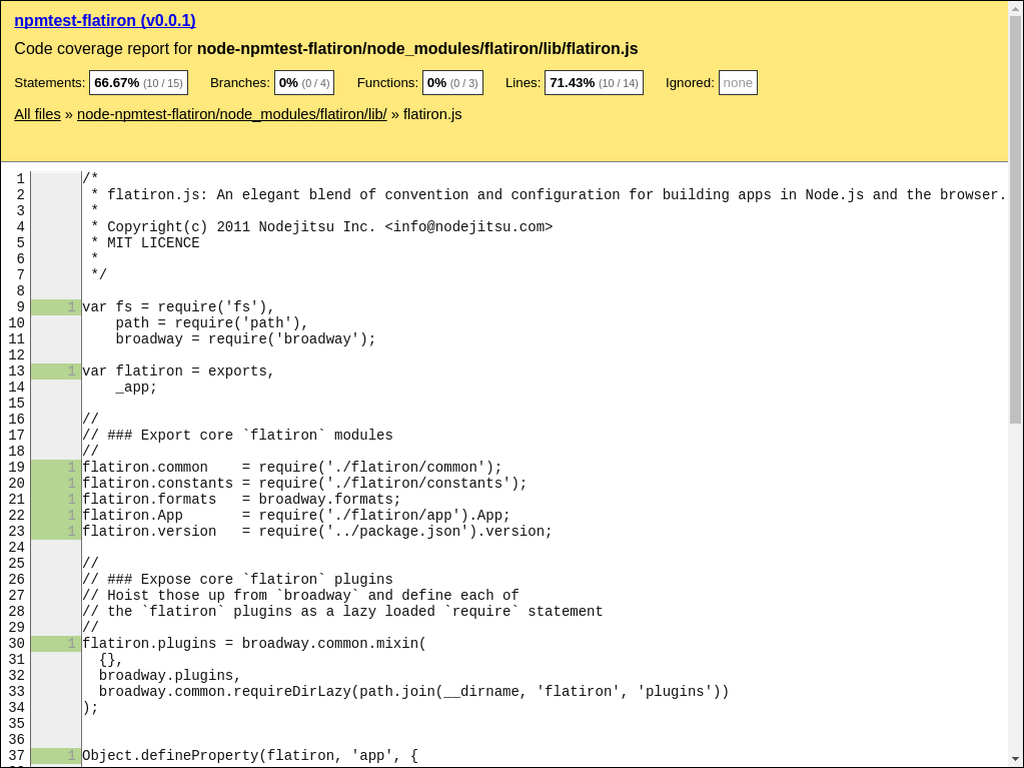 npmtest-flatiron (v0.0.1)
Code coverage report for node-npmtest-flatiron/node_modules/flatiron/lib/flatiron.js
Statements: 66.67% (10 / 15) Branches: 0% (0 / 4) Functions: 0% (0 / 3) Lines: 71.43% (10 / 14) Ignored: none
All files » node-npmtest-flatiron/node_modules/flatiron/lib/ » flatiron.js
1 /*
2  * flatiron.js: An elegant blend of convention and configuration for building apps in Node.js and the browser.
3  *
4  * Copyright(c) 2011 Nodejitsu Inc. <info@nodejitsu.com>
5  * MIT LICENCE
6  *
7  */
8
9 1 var fs = require('fs'),
10     path = require('path'),
11     broadway = require('broadway');
12
13 1 var flatiron = exports,
14     _app;
15
16 //
17 // ### Export core `flatiron` modules
18 //
19 1 flatiron.common    = require('./flatiron/common');
20 1 flatiron.constants = require('./flatiron/constants');
21 1 flatiron.formats   = broadway.formats;
22 1 flatiron.App       = require('./flatiron/app').App;
23 1 flatiron.version   = require('../package.json').version;
24
25 //
26 // ### Expose core `flatiron` plugins
27 // Hoist those up from `broadway` and define each of
28 // the `flatiron` plugins as a lazy loaded `require` statement
29 //
30 1 flatiron.plugins = broadway.common.mixin(
31   {},
32   broadway.plugins,
33   broadway.common.requireDirLazy(path.join(__dirname, 'flatiron', 'plugins'))
34 );
35
36
37 1 Object.defineProperty(flatiron, 'app', {